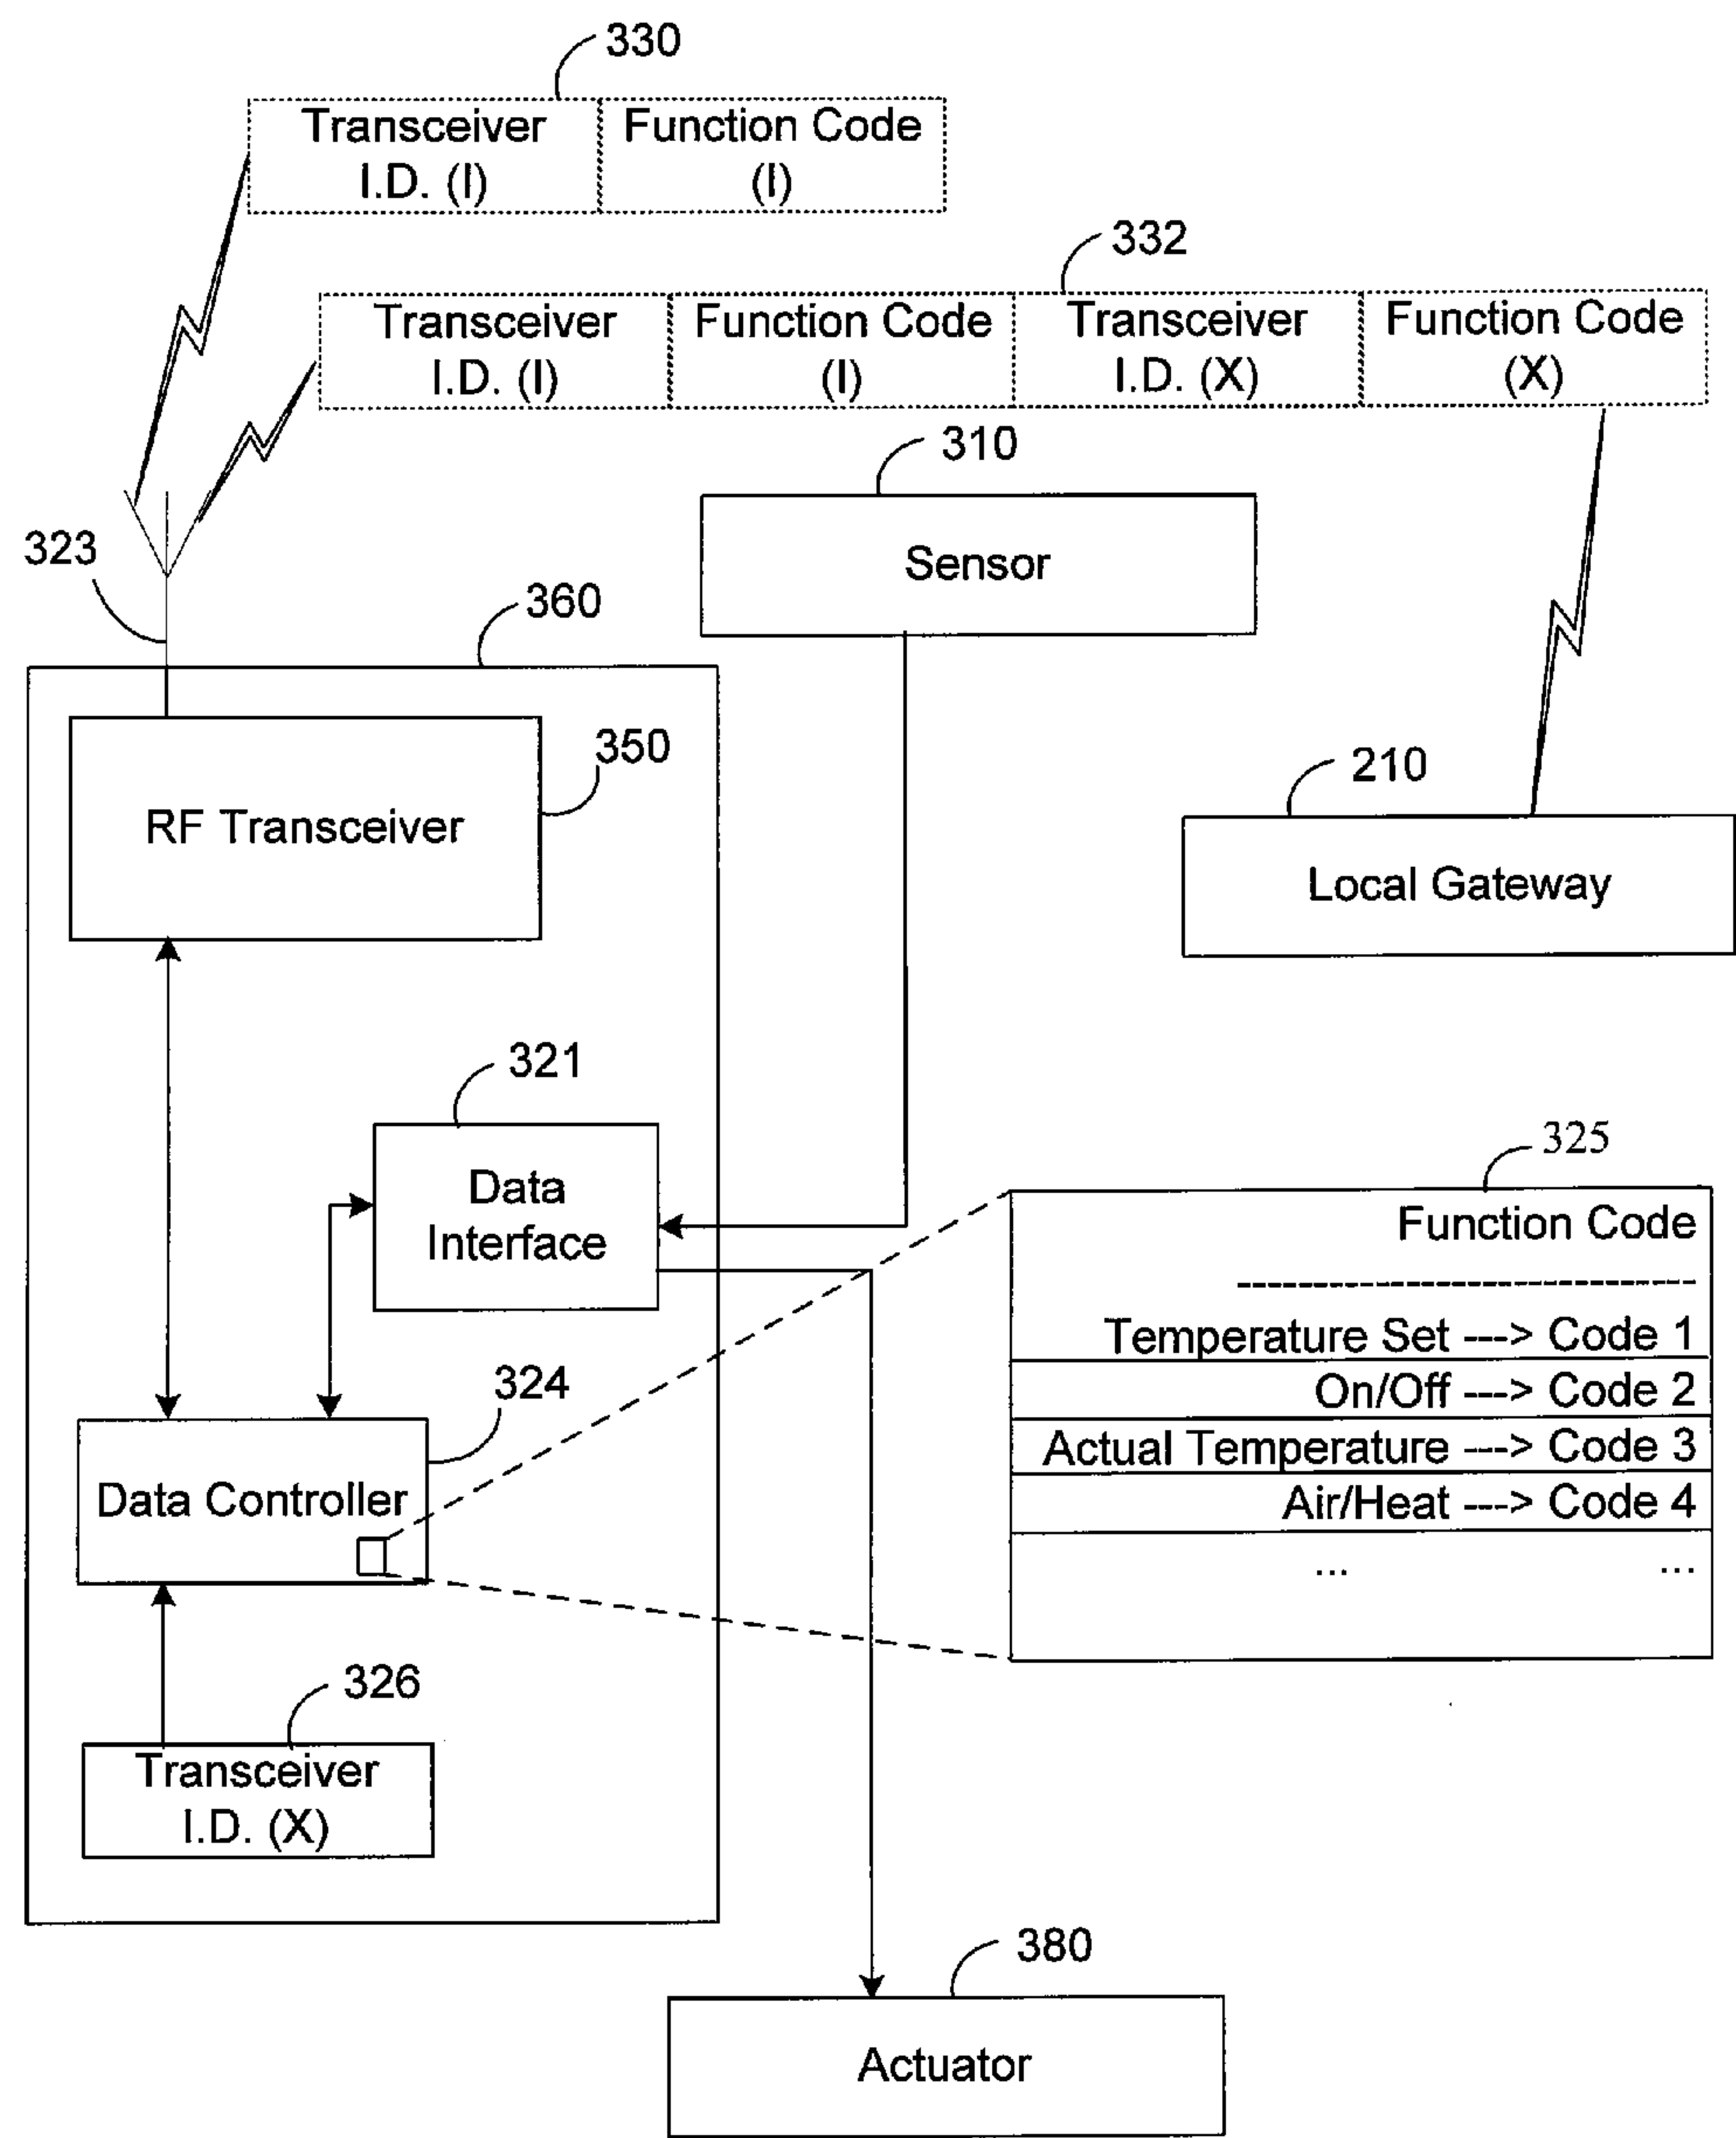 330
Transceiver
I.D. (I)
Function Code
(I)
332
Transceiver
I.D. (I)
Function Code
(I)
Transceiver
I.D. (X)
Function Code
(X)
310
Sensor
323
360
350
RF Transceiver
210
Local Gateway
321
Data
Interface
325
Function Code
-----------------------------
Temperature Set ---> Code 1
On/Off ---> Code 2
Actual Temperature ---> Code 3
Air/Heat ---> Code 4
... ...
324
Data Controller
326
Transceiver
I.D. (X)
380
Actuator